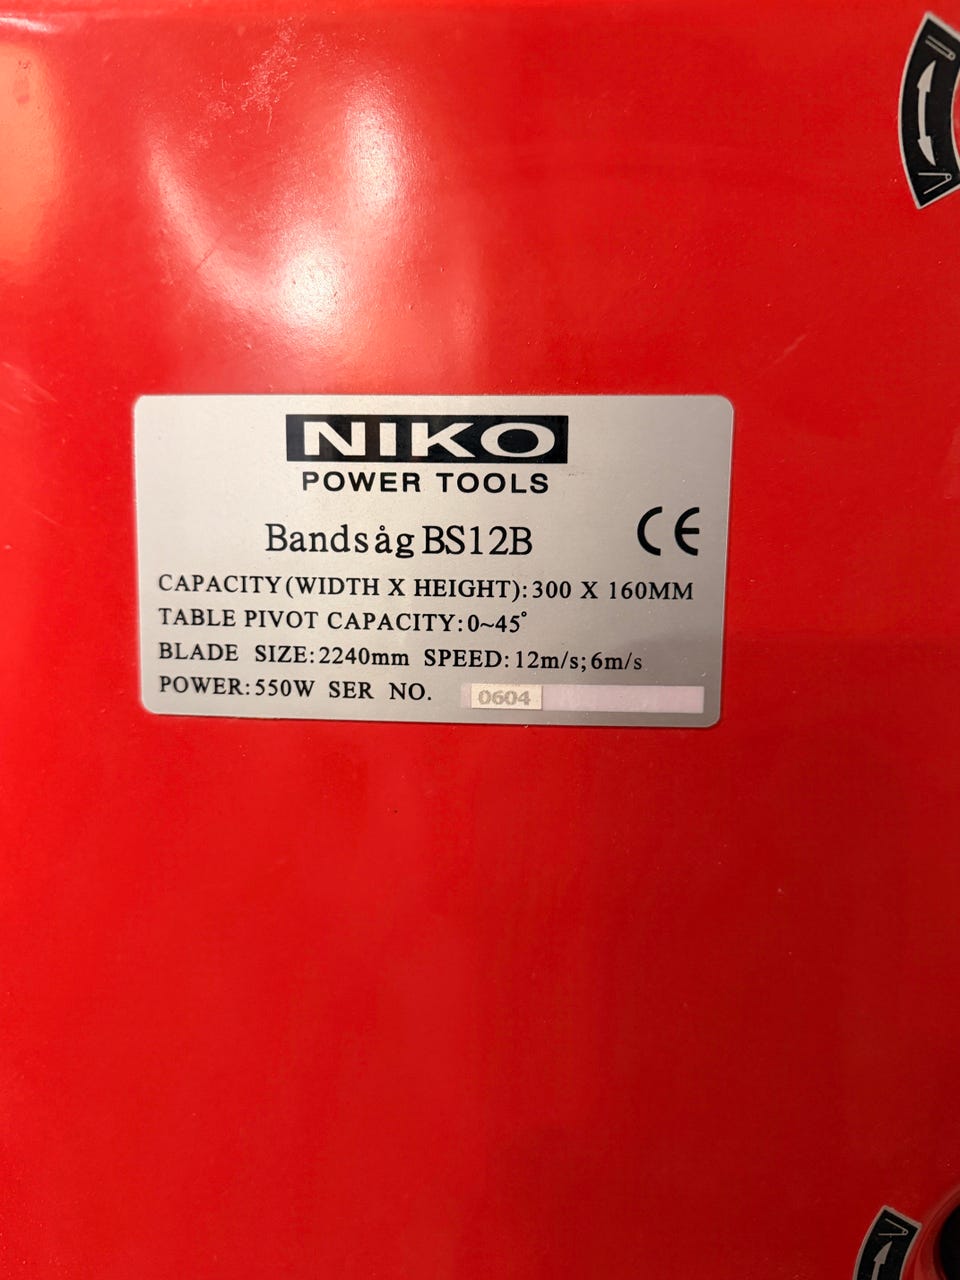 NIKO
POWER TOOLS
Bandsåg BS12B
CE
CAPACITY(WIDTH X HEIGHT):300 X 160MM
TABLE PIVOT CAPACITY:0~45°
BLADE SIZE:2240mm SPEED:12m/s;6m/s
POWER:550W SER NO. 0604